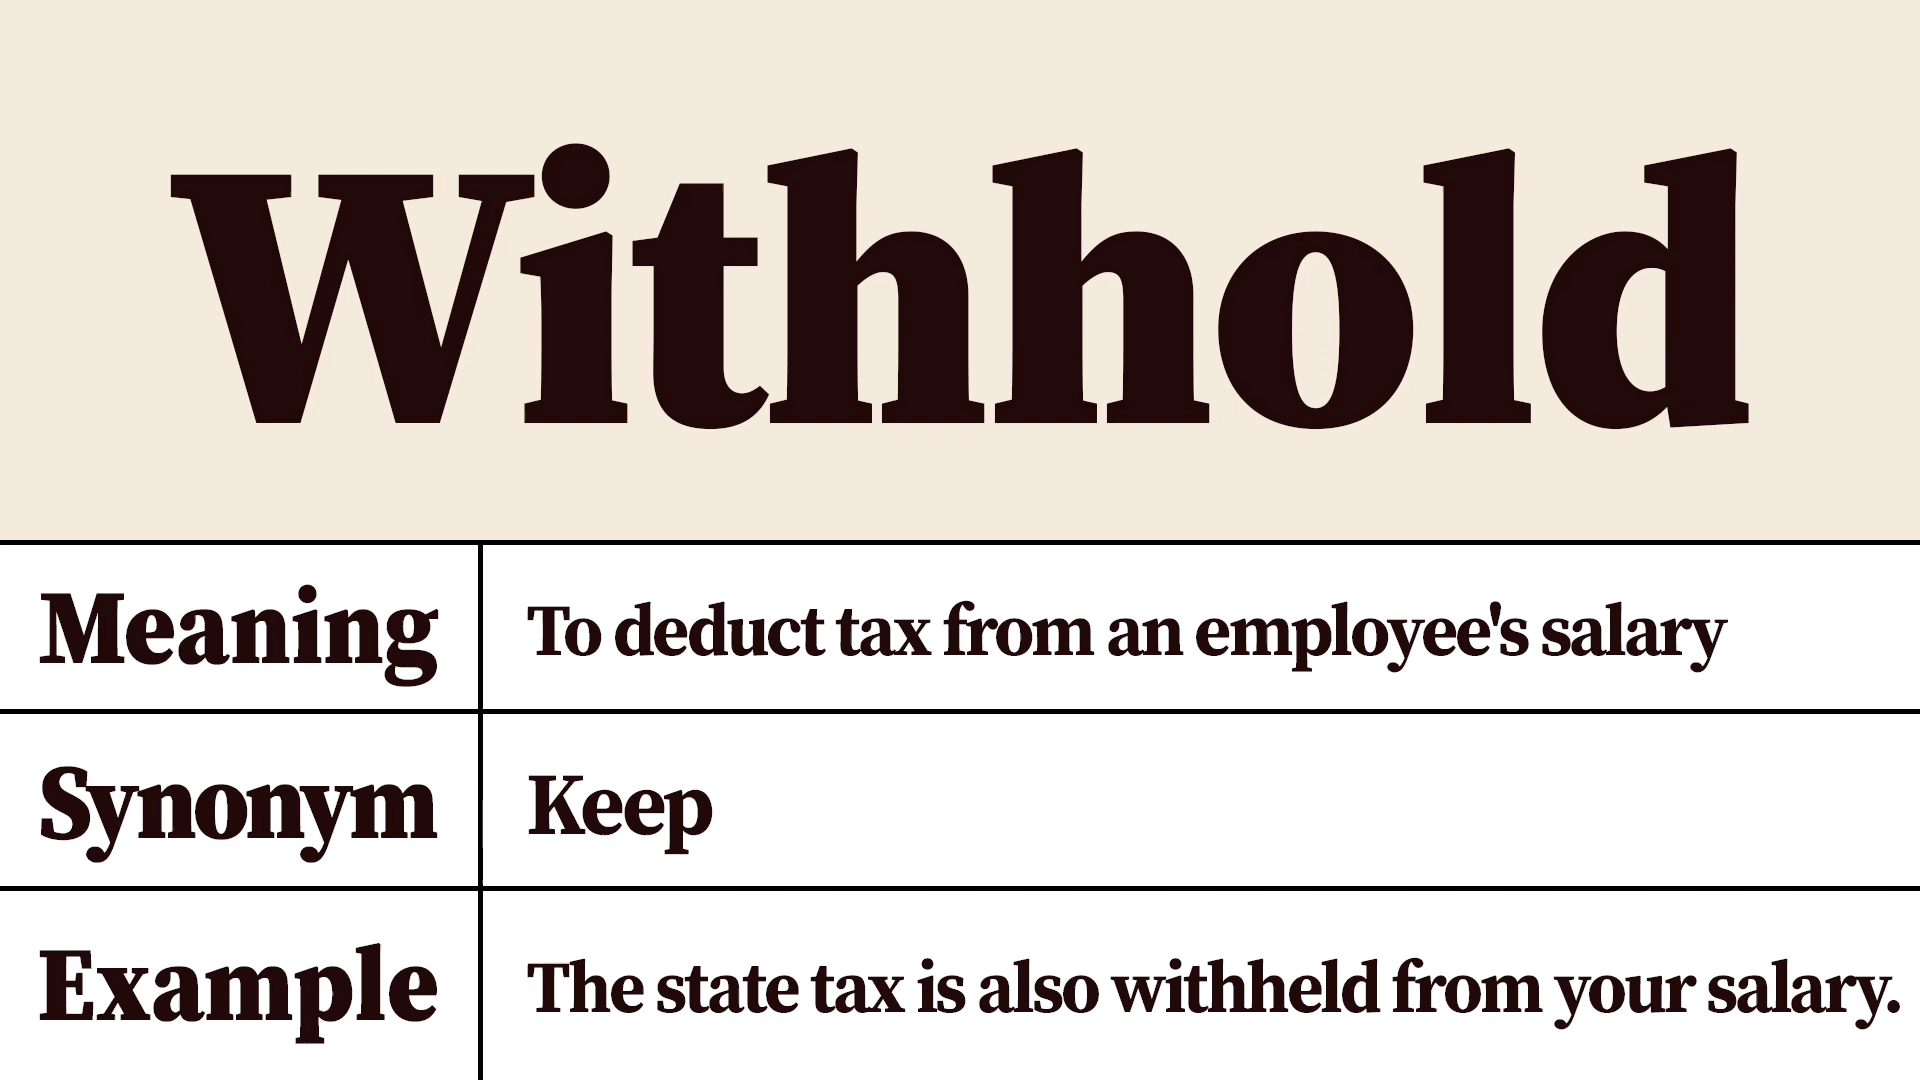 Withhold
Meaning
To deduct tax from an employee's salary
Synonym
Keep
Example
The state tax is also withheld from your salary.